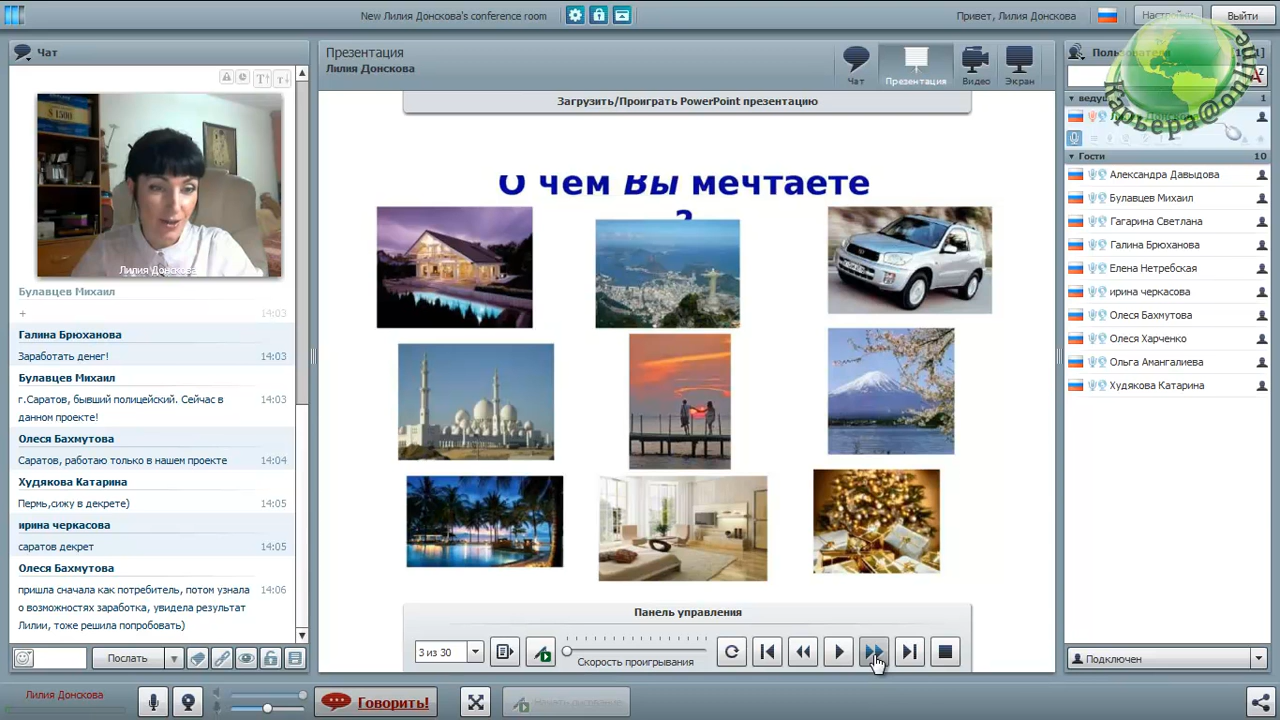 New Лилия Донскова's conference room
Привет, Лилия Донскова
Настройки
Выйти
Чат
Лилия Донскова
Булавцев Михаил
+ 14:03
Галина Брюханова
Заработать денег! 14:03
Булавцев Михаил
г.Саратов, бывший полицейский. Сейчас в 14:03
данном проекте!
Олеся Бахмутова
Саратов, работаю только в нашем проекте 14:04
Худякова Катарина
Пермь,сижу в декрете) 14:05
ирина черкасова
саратов декрет 14:05
Олеся Бахмутова
пришла сначала как потребитель, потом узнала 14:06
о возможностях заработка, увидела результат
Лилии, тоже решила попробовать)
Послать
Презентация
Лилия Донскова
Чат
Презентация
Видео
Экран
Загрузить/Проиграть PowerPoint презентацию
О чем Вы мечтаете
?
Панель управления
3 из 30
Скорость проигрывания
Карьера@online
ведущ 1
Гости 10
Александра Давыдова
Булавцев Михаил
Гагарина Светлана
Галина Брюханова
Елена Нетребская
ирина черкасова
Олеся Бахмутова
Олеся Харченко
Ольга Амангалиева
Худякова Катарина
Подключен
Лилия Донскова
Говорить!